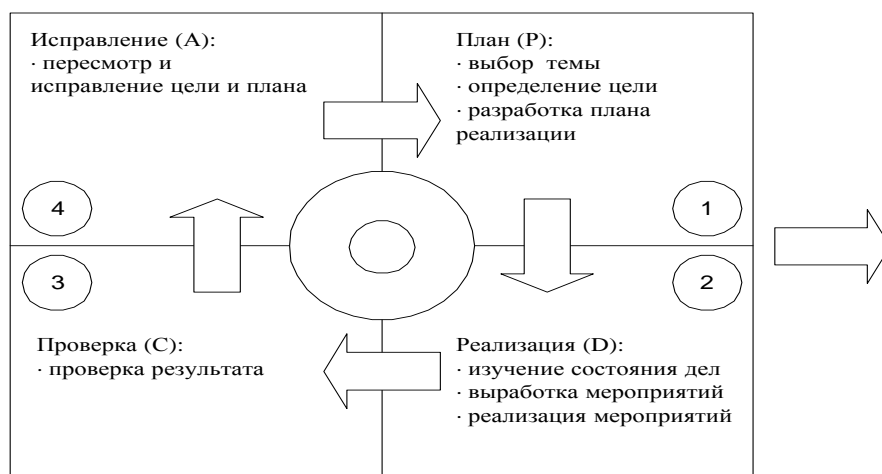 Исправление (A):
· пересмотр и
исправление цели и плана
4
План (P):
· выбор темы
· определение цели
· разработка плана
реализации
1
3
Проверка (C):
· проверка результата
2
Реализация (D):
· изучение состояния дел
· выработка мероприятий
· реализация мероприятий